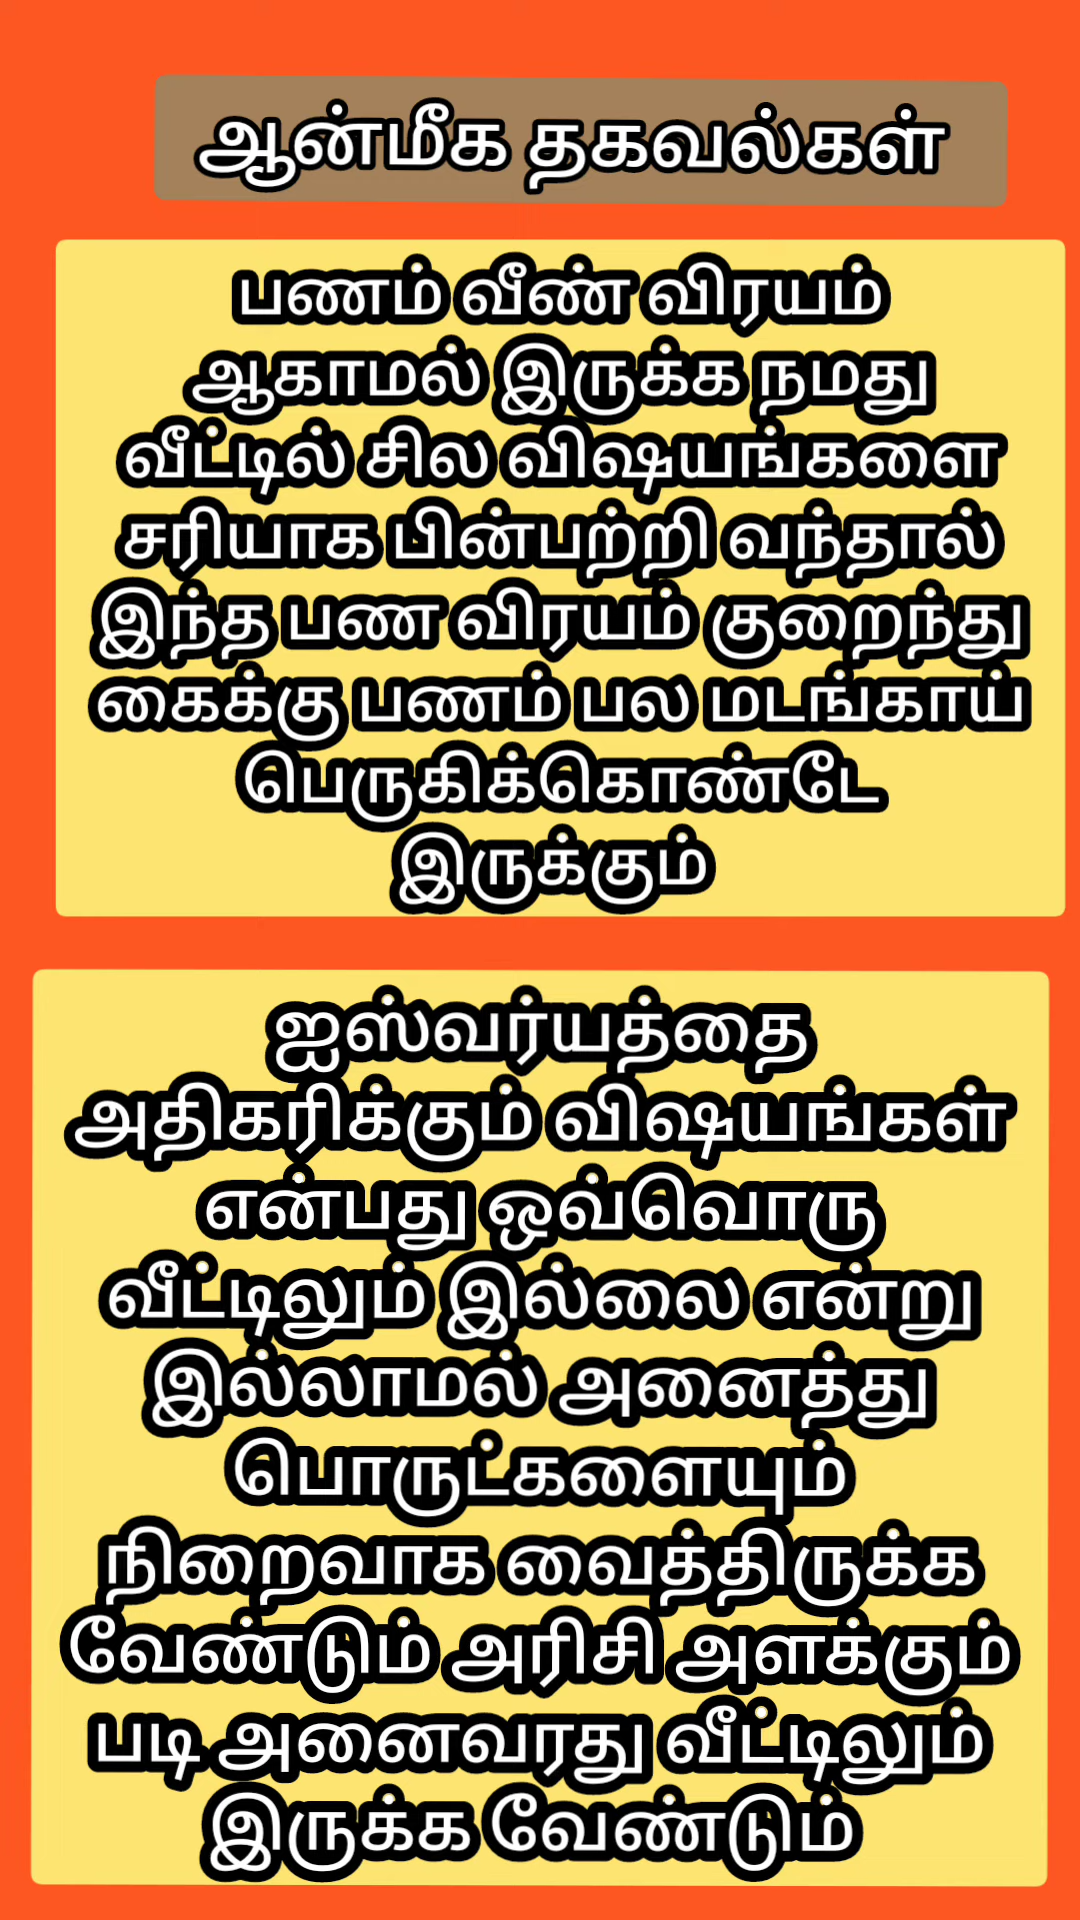 ஆன்மீக தகவல்கள்
பணம் வீண் விரயம்
ஆகாமல் இருக்க நமது
வீட்டில் சில விஷயங்களை
சரியாக பின்பற்றி வந்தால்
இந்த பண விரயம் குறைந்து
கைக்கு பணம் பல மடங்காய்
பெருகிக்கொண்டே
இருக்கும்
ஐஸ்வர்யத்தை
அதிகரிக்கும் விஷயங்கள்
என்பது ஒவ்வொரு
வீட்டிலும் இல்லை என்று
இல்லாமல் அனைத்து
பொருட்களையும்
நிறைவாக வைத்திருக்க
வேண்டும் அரிசி அளக்கும்
படி அனைவரது வீட்டிலும்
இருக்க வேண்டும்